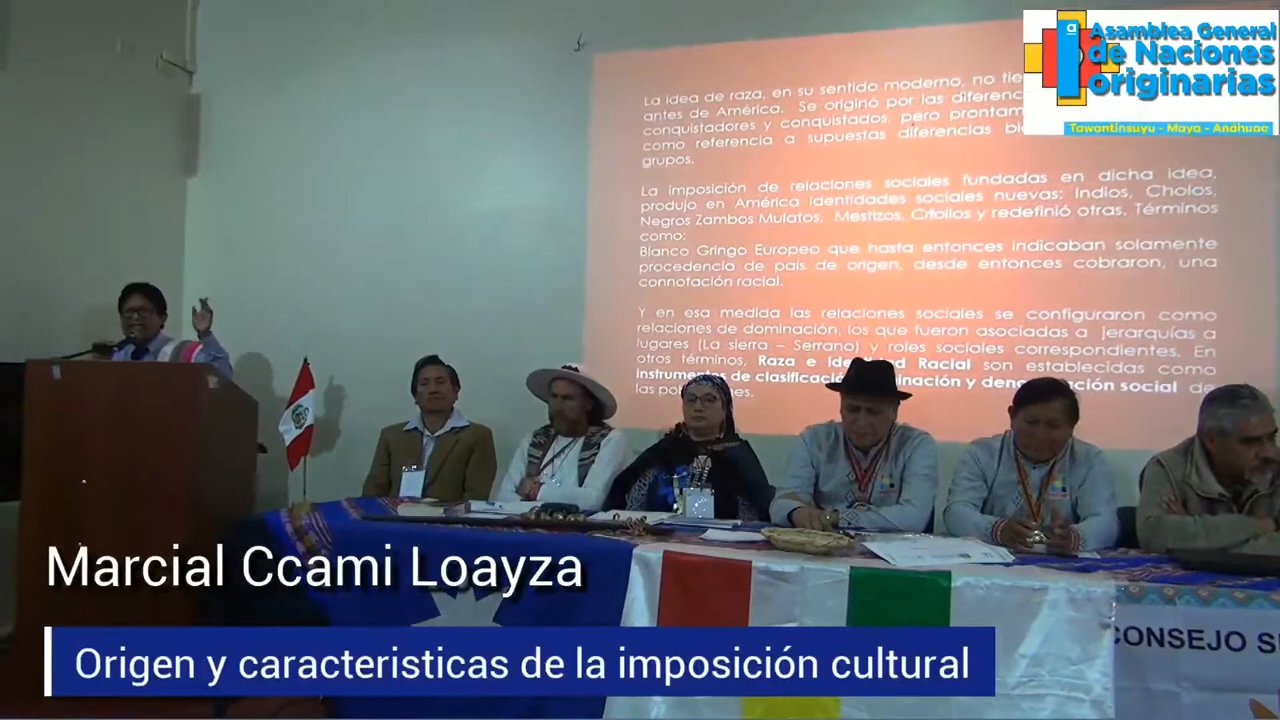 1ª Asamblea General
de Naciones
originarias
Tawantinsuyu - Maya - Anáhuac
La idea de raza, en su sentido moderno, no
antes de América. Se originó por las
conquistadores y conquistados, pero
como referencia a supuestas diferencias
grupos.
La imposición de relaciones sociales fundadas en dicha idea,
produjo en América identidades sociales nuevas: Indios, Cholos,
Negros Zambos Mulatos. Mestizos, Criollos y redefinió otras. Términos
como:
Blanco Gringo Europeo que hasta entonces indicaban solamente
procedencia de país de origen, desde entonces cobraron, una
connotación racial.
Y en esa medida las relaciones sociales se configuraron como
relaciones de dominación, los que fueron asociadas a jerarquías a
lugares (La sierra – Serrano) y roles sociales correspondientes. En
otros términos, Raza e Racial son establecidas como
de y social de
las
Marcial Ccami Loayza
Origen y caracteristicas de la imposición cultural
CONSEJO